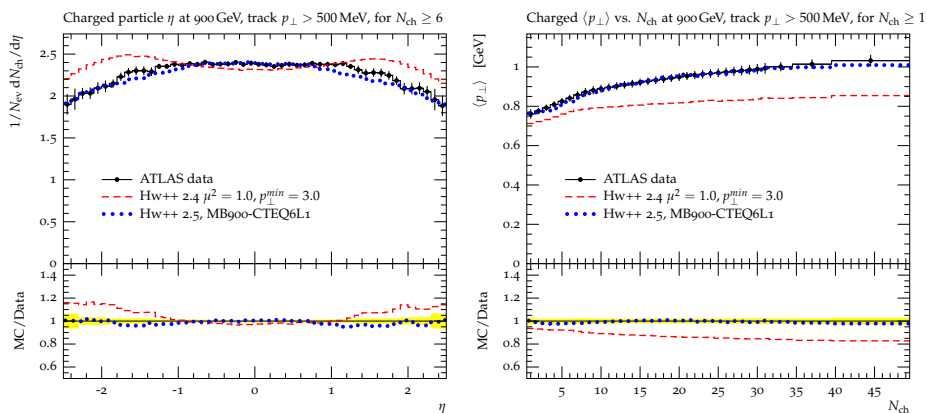 Charged particle η at 900 GeV, track p⊥ > 500 MeV, for Nch ≥ 6
1/Nev dNch/dη
2.5
2
1.5
1
0.5
0
ATLAS data
Hw++ 2.4 μ² = 1.0, p⊥^min = 3.0
Hw++ 2.5, MB900-CTEQ6L1
MC/Data
1.4
1.2
1
0.8
0.6
-2 -1 0 1 2
η
Charged ⟨p⊥⟩ vs. Nch at 900 GeV, track p⊥ > 500 MeV, for Nch ≥ 1
⟨p⊥⟩ [GeV]
1
0.8
0.6
0.4
0.2
0
ATLAS data
Hw++ 2.4 μ² = 1.0, p⊥^min = 3.0
Hw++ 2.5, MB900-CTEQ6L1
MC/Data
1.4
1.2
1
0.8
0.6
5 10 15 20 25 30 35 40 45
Nch